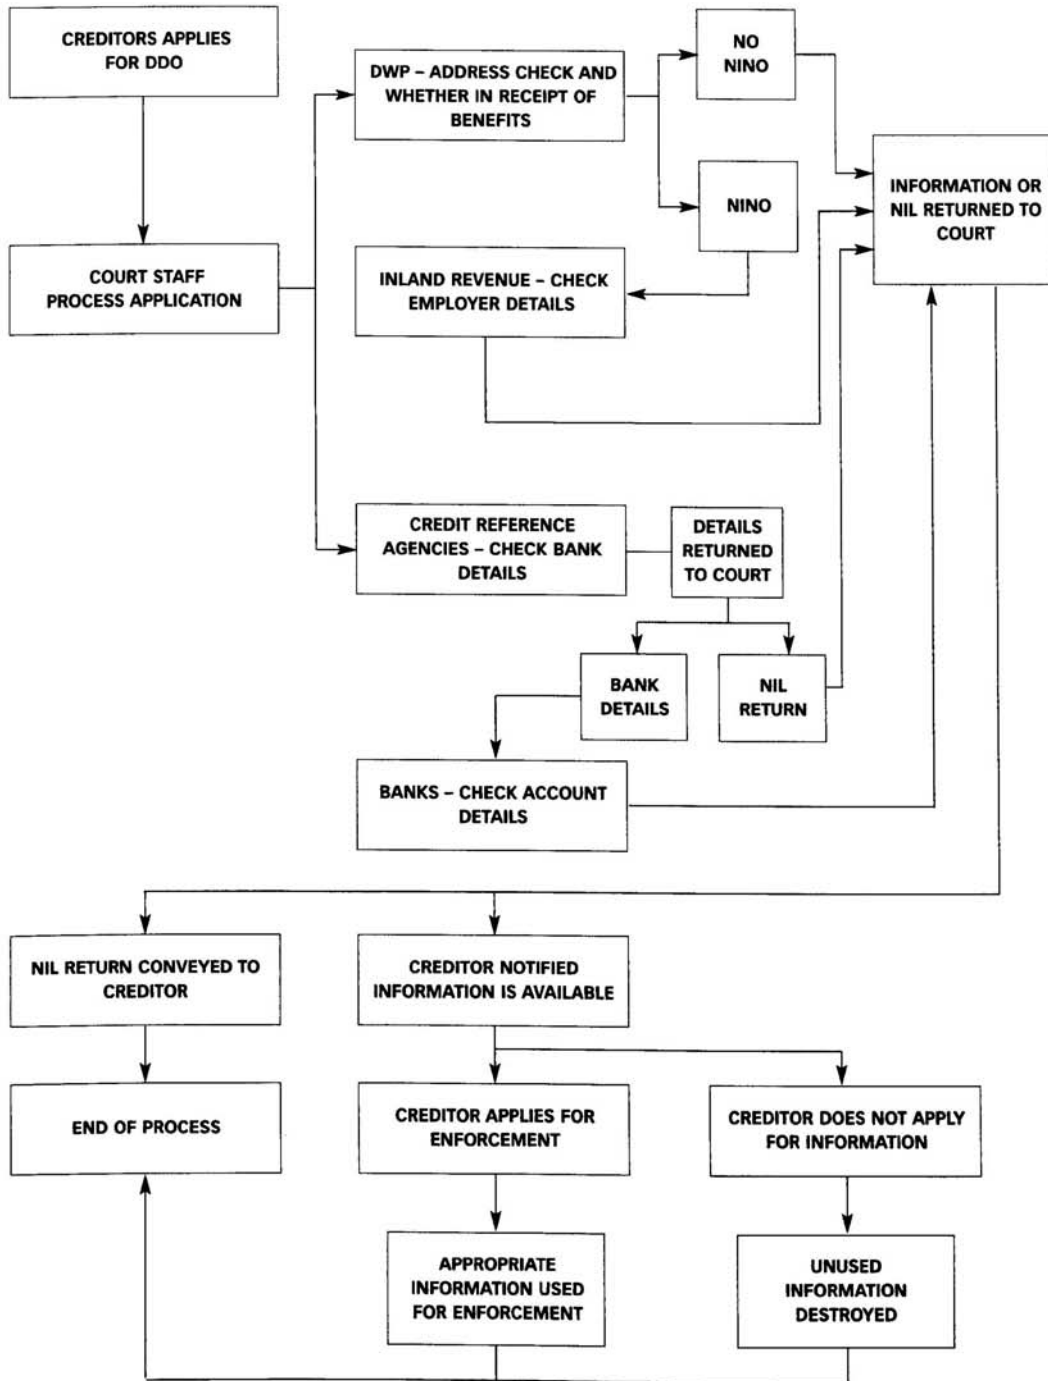 CREDITORS APPLIES
FOR DDO
COURT STAFF
PROCESS APPLICATION
DWP – ADDRESS CHECK AND
WHETHER IN RECEIPT OF
BENEFITS
NO
NINO
NINO
INLAND REVENUE – CHECK
EMPLOYER DETAILS
INFORMATION OR
NIL RETURNED TO
COURT
CREDIT REFERENCE
AGENCIES – CHECK BANK
DETAILS
DETAILS
RETURNED
TO COURT
BANK
DETAILS
NIL
RETURN
BANKS – CHECK ACCOUNT
DETAILS
NIL RETURN CONVEYED TO
CREDITOR
CREDITOR NOTIFIED
INFORMATION IS AVAILABLE
END OF PROCESS
CREDITOR APPLIES FOR
ENFORCEMENT
CREDITOR DOES NOT APPLY
FOR INFORMATION
APPROPRIATE
INFORMATION USED
FOR ENFORCEMENT
UNUSED
INFORMATION
DESTROYED